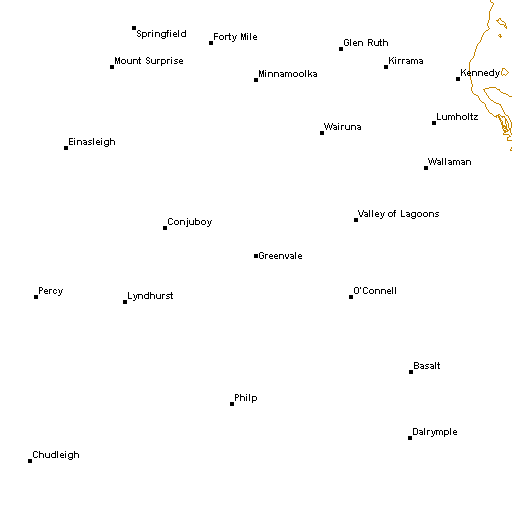 Springfield
Forty Mile
Glen Ruth
Mount Surprise
Kirrama
Minnamoolka
Kennedy
Lumholtz
Wairuna
Einasleigh
Wallaman
Valley of Lagoons
Conjuboy
Greenvale
Percy
Lyndhurst
O'Connell
Basalt
Philp
Dalrymple
Chudleigh